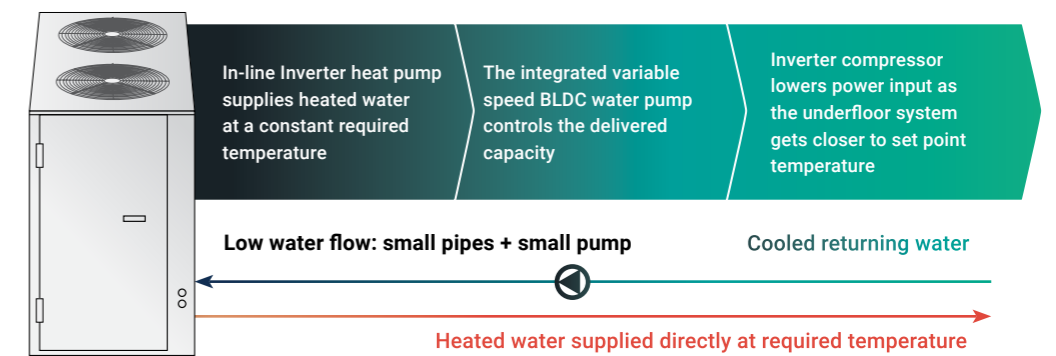 In-line Inverter heat pump
supplies heated water
at a constant required
temperature
The integrated variable
speed BLDC water pump
controls the delivered
capacity
Inverter compressor
lowers power input as
the underfloor system
gets closer to set point
temperature
Low water flow: small pipes + small pump
Cooled returning water
Heated water supplied directly at required temperature